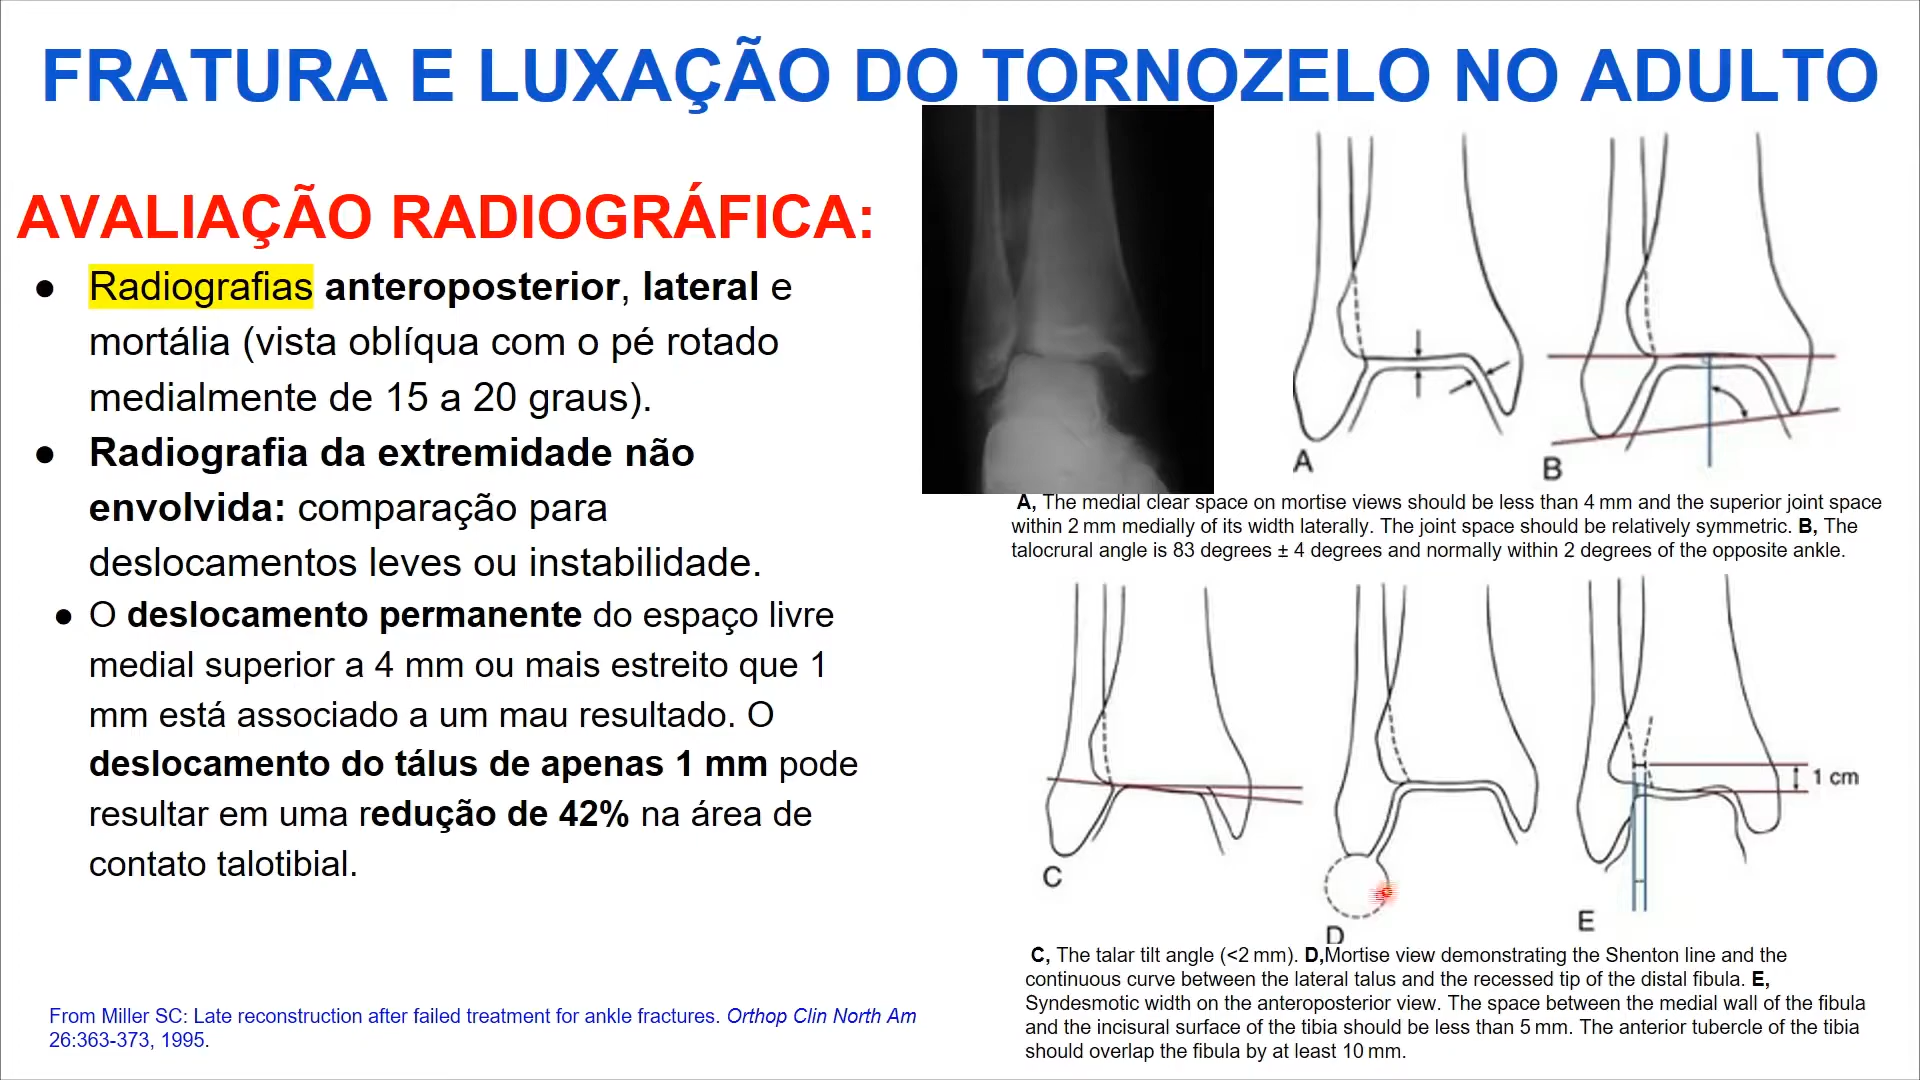 FRATURA E LUXAÇÃO DO TORNOZELO NO ADULTO
AVALIAÇÃO RADIOGRÁFICA:
● Radiografias anteroposterior, lateral e
mortália (vista oblíqua com o pé rotado
medialmente de 15 a 20 graus).
● Radiografia da extremidade não
envolvida: comparação para
deslocamentos leves ou instabilidade.
● O deslocamento permanente do espaço livre
medial superior a 4 mm ou mais estreito que 1
mm está associado a um mau resultado. O
deslocamento do tálus de apenas 1 mm pode
resultar em uma redução de 42% na área de
contato talotibial.
From Miller SC: Late reconstruction after failed treatment for ankle fractures. Orthop Clin North Am
26:363-373, 1995.
A
B
A, The medial clear space on mortise views should be less than 4 mm and the superior joint space
within 2 mm medially of its width laterally. The joint space should be relatively symmetric. B, The
talocrural angle is 83 degrees ± 4 degrees and normally within 2 degrees of the opposite ankle.
1 cm
C
D
E
C, The talar tilt angle (<2 mm). D,Mortise view demonstrating the Shenton line and the
continuous curve between the lateral talus and the recessed tip of the distal fibula. E,
Syndesmotic width on the anteroposterior view. The space between the medial wall of the fibula
and the incisural surface of the tibia should be less than 5 mm. The anterior tubercle of the tibia
should overlap the fibula by at least 10 mm.